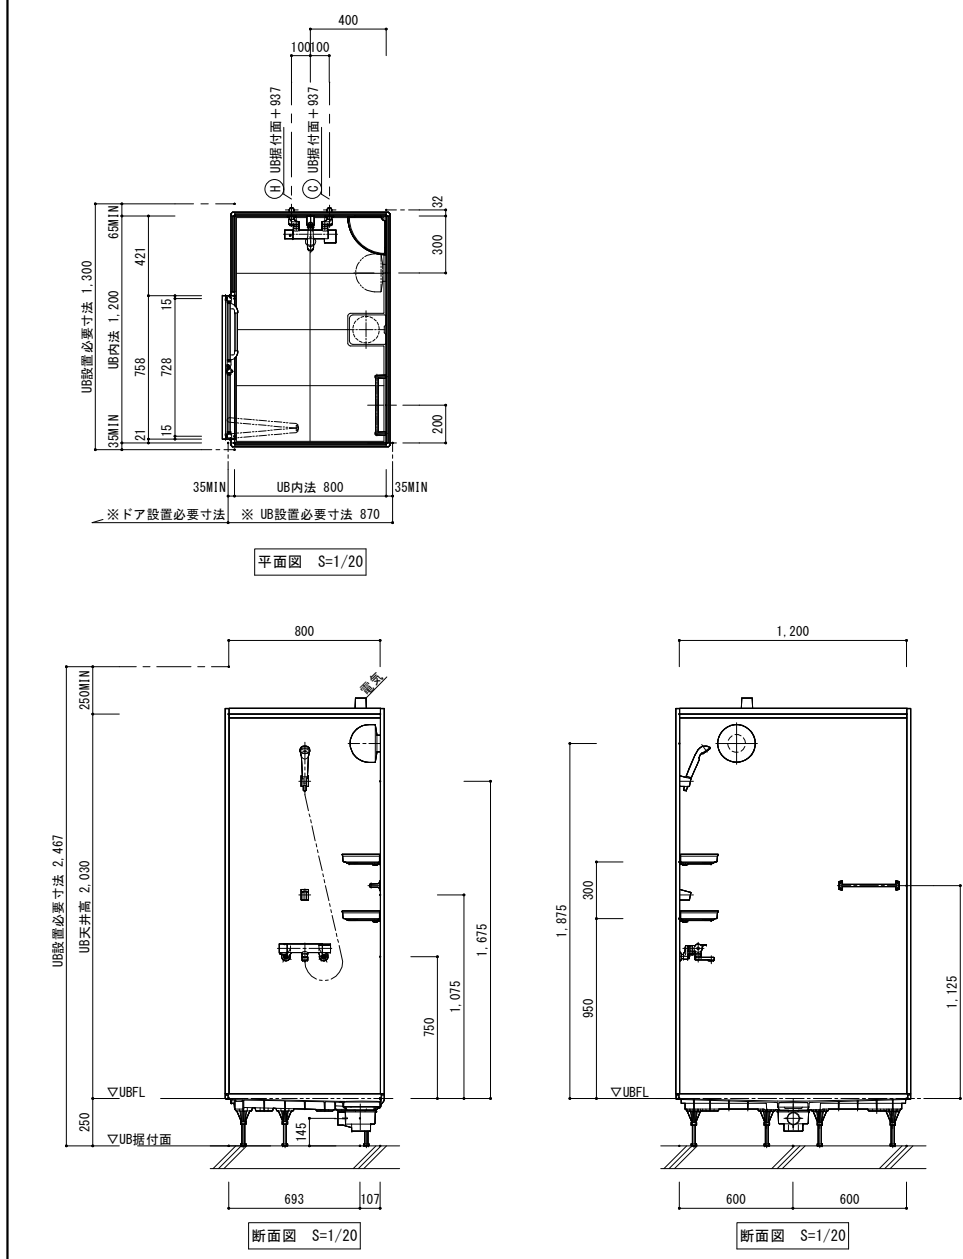 400
100 100
Ⓗ UB据付面＋937
Ⓒ UB据付面＋937
UB設置必要寸法 1,300
65MIN
UB内法 1,200
35MIN
421
758
21
15
728
15
32
300
200
35MIN
UB内法 800
35MIN
※ドア設置必要寸法
※ UB設置必要寸法 870
平面図 S=1/20
800
電気
250MIN
UB設置必要寸法 2,467
UB天井高 2,030
250
▽UBFL
▽UB据付面
145
750
1,075
1,675
693
107
断面図 S=1/20
1,200
1,875
300
950
1,125
▽UBFL
600
600
断面図 S=1/20